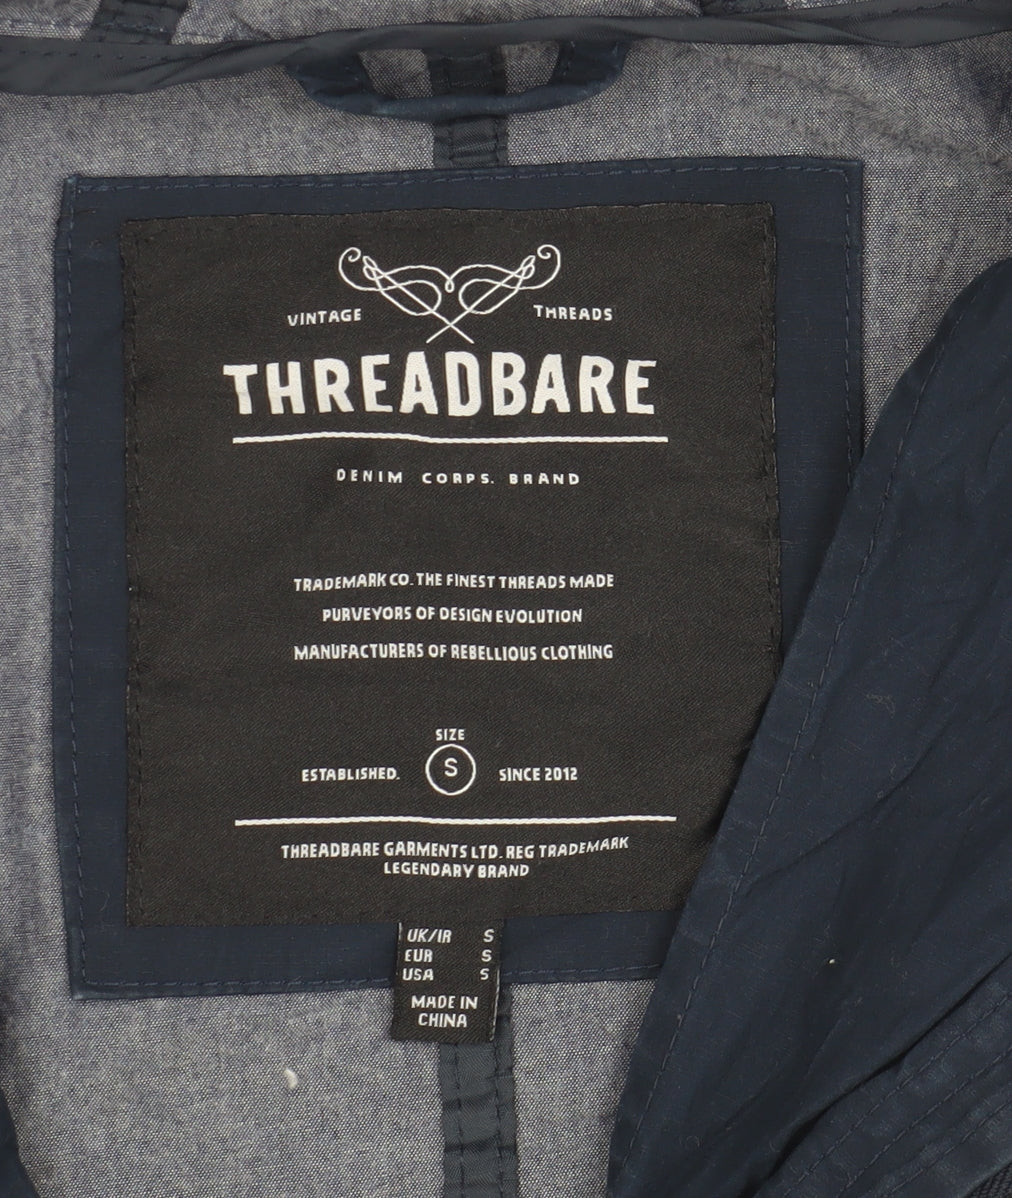 VINTAGE THREADS
THREADBARE
DENIM CORPS. BRAND
TRADEMARK CO. THE FINEST THREADS MADE
PURVEYORS OF DESIGN EVOLUTION
MANUFACTURERS OF REBELLIOUS CLOTHING
SIZE
ESTABLISHED. S SINCE 2012
THREADBARE GARMENTS LTD. REG TRADEMARK
LEGENDARY BRAND
UK/IR S
EUR S
USA S
MADE IN
CHINA